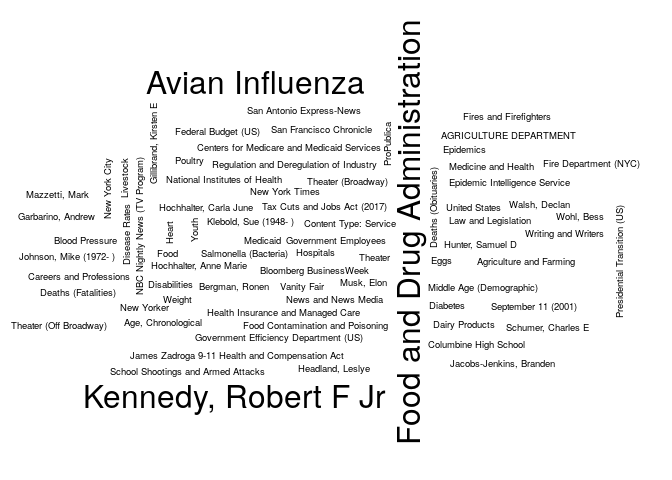 Avian Influenza
Food and Drug Administration
San Antonio Express-News
Fires and Firefighters
Gillibrand, Kirsten E
ProPublica
Federal Budget (US)
San Francisco Chronicle
AGRICULTURE DEPARTMENT
Centers for Medicare and Medicaid Services
Epidemics
Poultry
Regulation and Deregulation of Industry
Medicine and Health
Fire Department (NYC)
New York City
Livestock
NBC Nightly News (TV Program)
National Institutes of Health
Theater (Broadway)
Deaths (Obituaries)
Epidemic Intelligence Service
Mazzetti, Mark
New York Times
Disease Rates
Hochhalter, Carla June
Tax Cuts and Jobs Act (2017)
United States
Walsh, Declan
Presidential Transition (US)
Garbarino, Andrew
Heart
Youth
Klebold, Sue (1948- )
Content Type: Service
Law and Legislation
Wohl, Bess
Writing and Writers
Blood Pressure
Medicaid
Government Employees
Hunter, Samuel D
Johnson, Mike (1972- )
Food
Salmonella (Bacteria)
Hospitals
Theater
Eggs
Agriculture and Farming
Hochhalter, Anne Marie
Bloomberg BusinessWeek
Careers and Professions
Disabilities
Bergman, Ronen
Vanity Fair
Musk, Elon
Middle Age (Demographic)
Deaths (Fatalities)
Weight
News and News Media
New Yorker
Health Insurance and Managed Care
Diabetes
September 11 (2001)
Theater (Off Broadway)
Age, Chronological
Food Contamination and Poisoning
Dairy Products
Schumer, Charles E
Government Efficiency Department (US)
Columbine High School
James Zadroga 9-11 Health and Compensation Act
School Shootings and Armed Attacks
Headland, Leslye
Jacobs-Jenkins, Branden
Kennedy, Robert F Jr